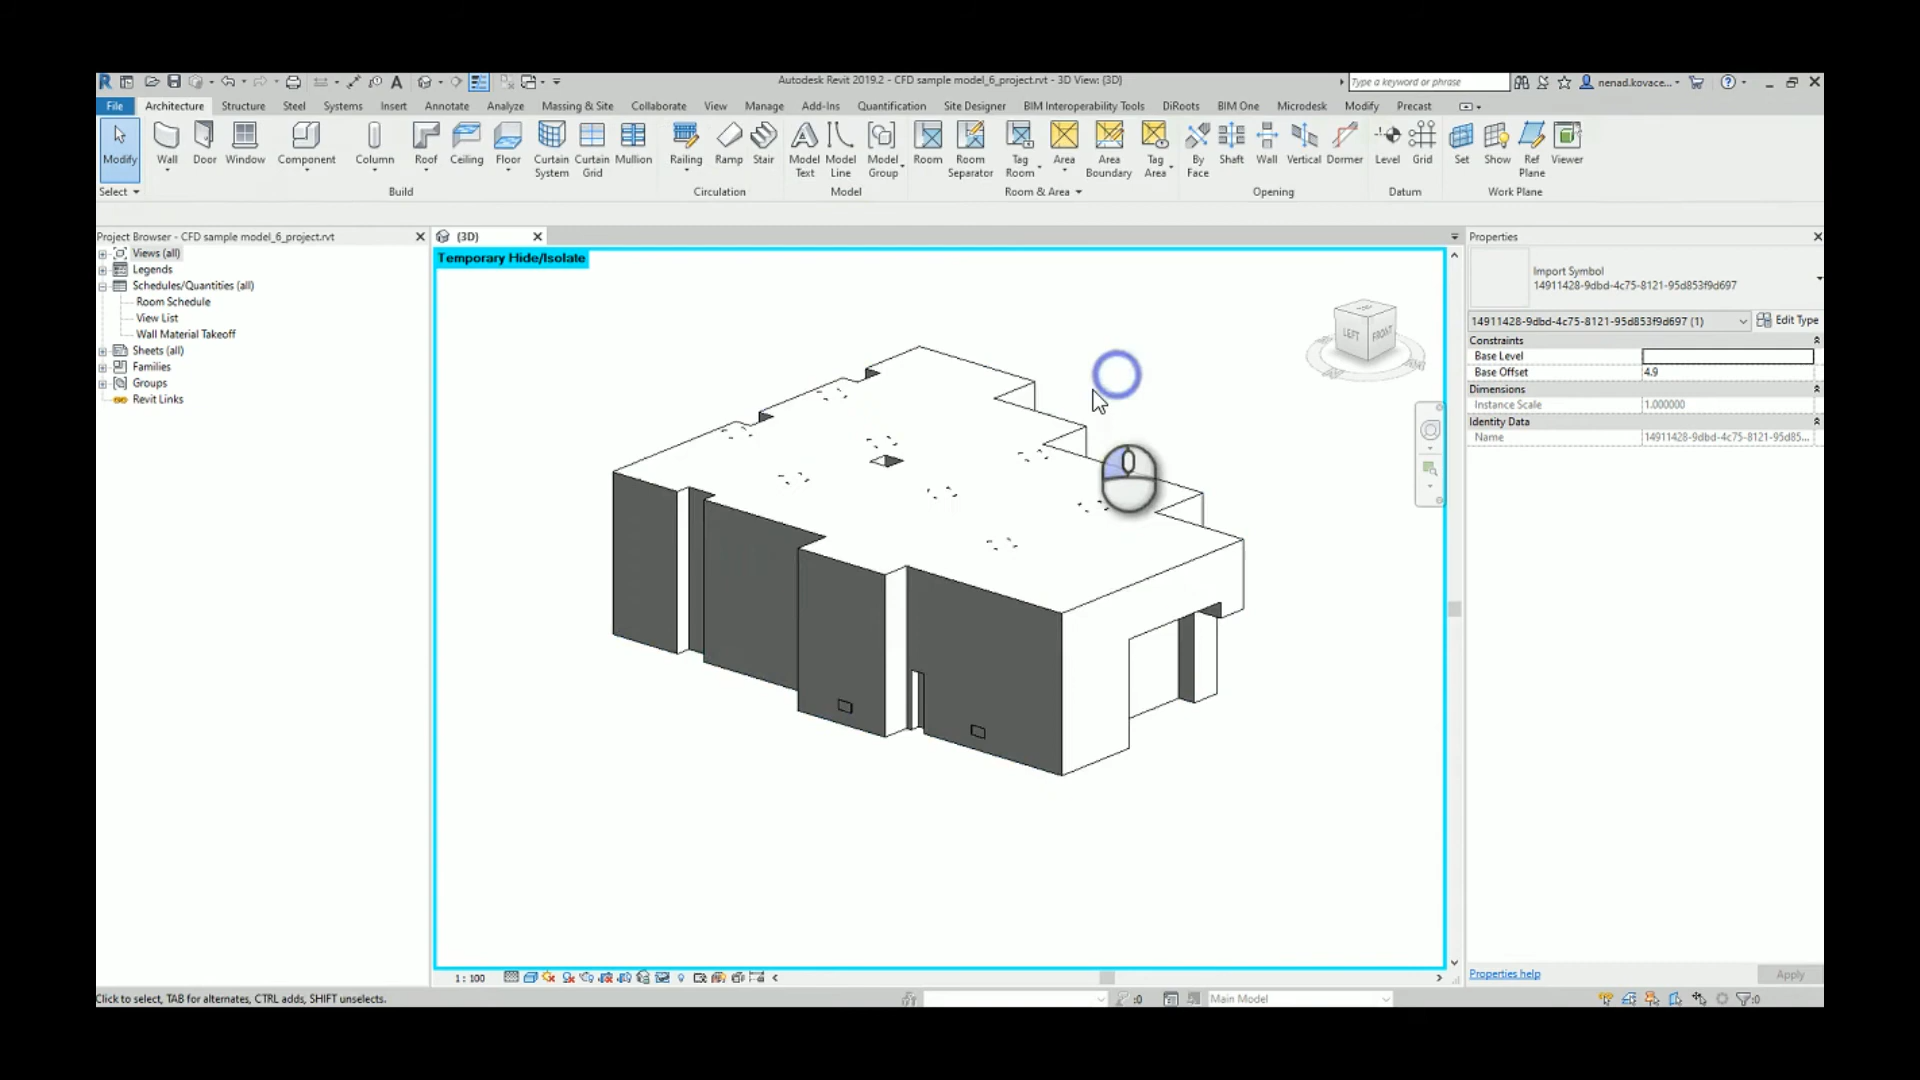 Autodesk Revit 2019.2 - CFD sample model_6_project.rvt - 3D View: {3D}
Type a keyword or phrase
nenad.kovace...
File Architecture Structure Steel Systems Insert Annotate Analyze Massing & Site Collaborate View Manage Add-Ins Quantification Site Designer BIM Interoperability Tools DiRoots BIM One Microdesk Modify Precast
Modify Wall Door Window Component Column Roof Ceiling Floor Curtain System Curtain Grid Mullion Railing Ramp Stair Model Text Model Line Model Group Room Room Separator Tag Room Area Area Boundary Tag Area By Face Shaft Wall Vertical Dormer Level Grid Set Show Ref Plane Viewer
Select Build Circulation Model Room & Area Opening Datum Work Plane
Project Browser - CFD sample model_6_project.rvt
Views (all)
Legends
Schedules/Quantities (all)
Room Schedule
View List
Wall Material Takeoff
Sheets (all)
Families
Groups
Revit Links
{3D}
Temporary Hide/Isolate
LEFT FRONT
Properties
Import Symbol
14911428-9dbd-4c75-8121-95d853f9d697
14911428-9dbd-4c75-8121-95d853f9d697 (1) Edit Type
Constraints
Base Level
Base Offset 4.9
Dimensions
Instance Scale 1.000000
Identity Data
Name 14911428-9dbd-4c75-8121-95d85...
Properties help Apply
1 : 100
Click to select, TAB for alternates, CTRL adds, SHIFT unselects.
:0
Main Model
:0